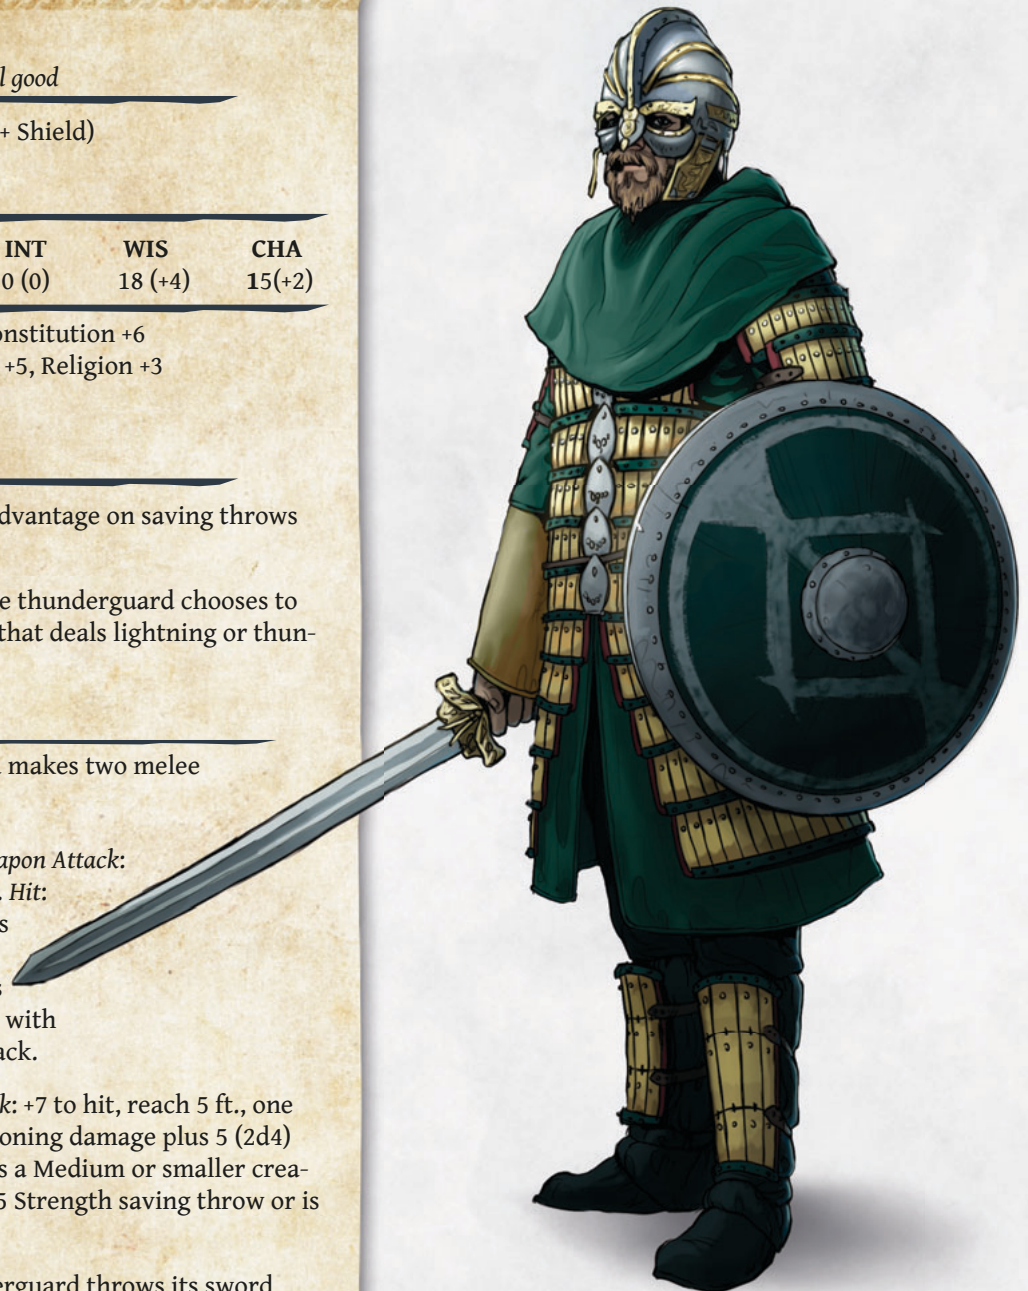 l good
+ Shield)
INT WIS CHA
0 (0) 18 (+4) 15(+2)
onstitution +6
+5, Religion +3
dvantage on saving throws
e thunderguard chooses to
that deals lightning or thun-
makes two melee
apon Attack:
. Hit:
s
s
with
ack.
k: +7 to hit, reach 5 ft., one
oning damage plus 5 (2d4)
s a Medium or smaller crea-
5 Strength saving throw or is
erguard throws its sword